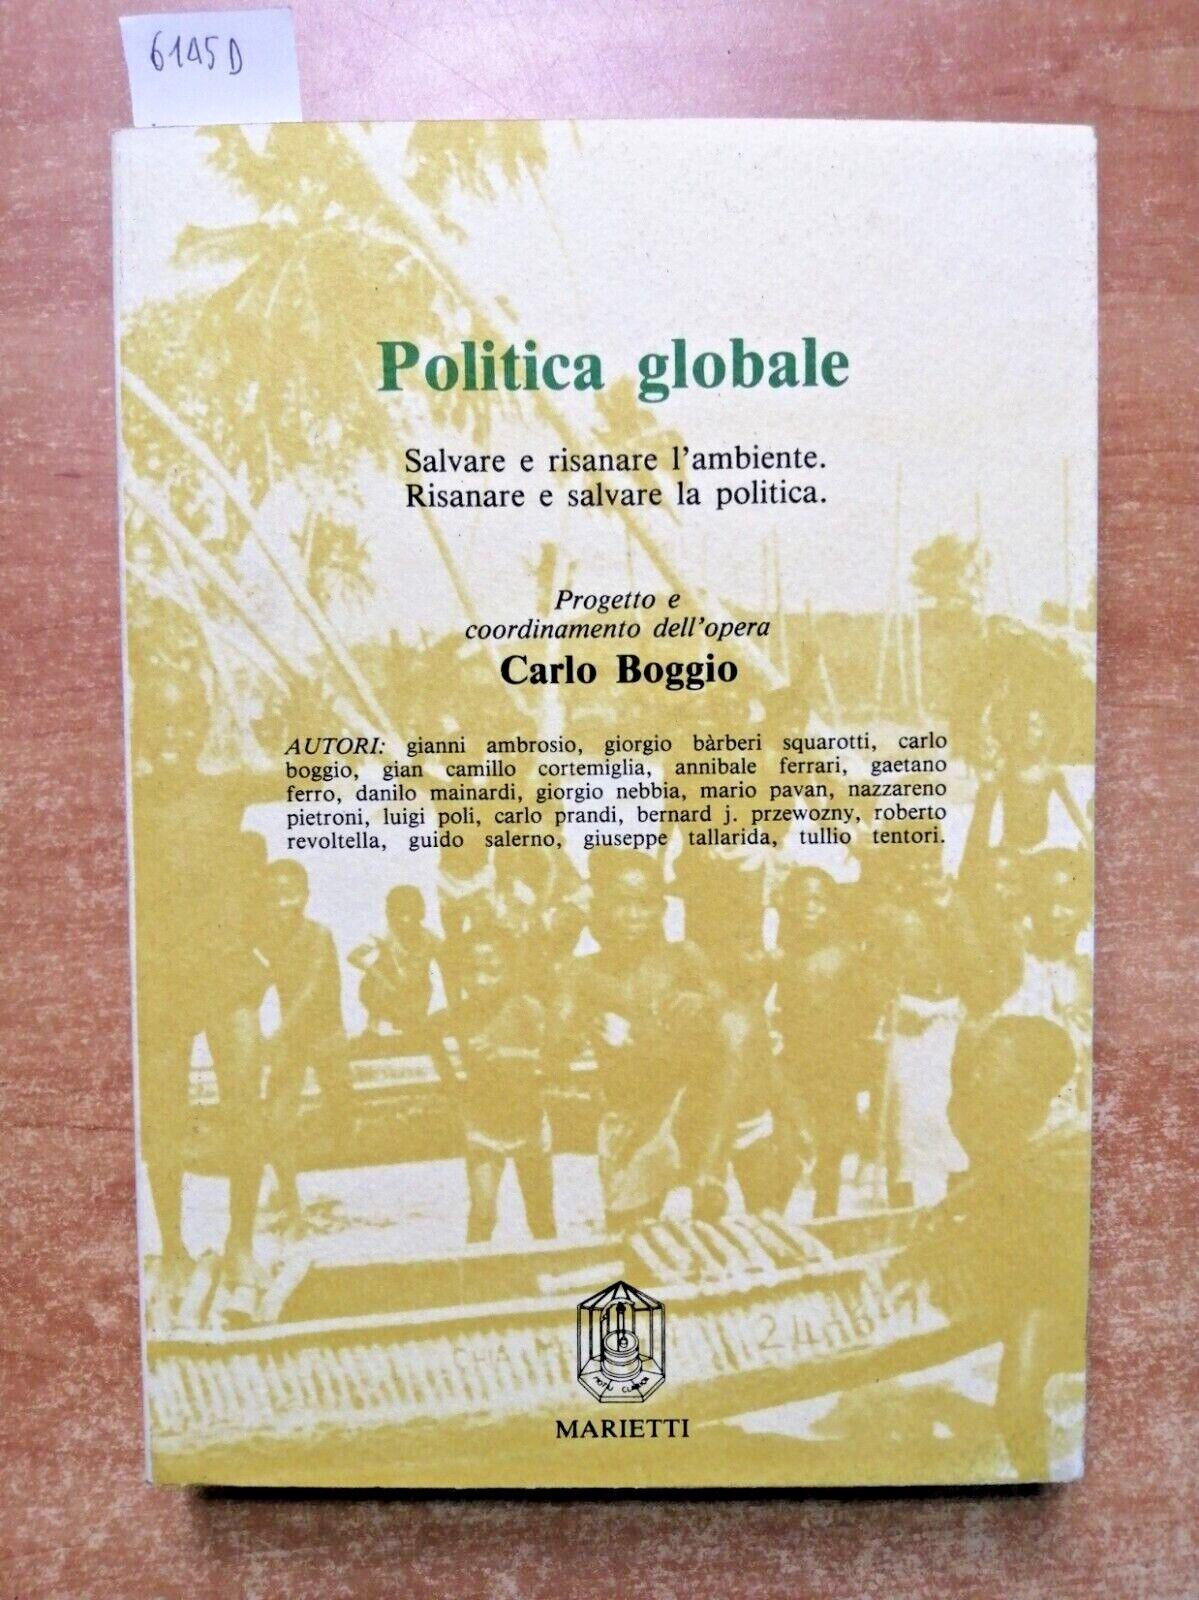 6145D
Politica globale
Salvare e risanare l'ambiente.
Risanare e salvare la politica.
Progetto e
coordinamento dell'opera
Carlo Boggio
AUTORI: gianni ambrosio, giorgio bàrberi squarotti, carlo
boggio, gian camillo cortemiglia, annibale ferrari, gaetano
ferro, danilo mainardi, giorgio nebbia, mario pavan, nazzareno
pietroni, luigi poli, carlo prandi, bernard j. przewozny, roberto
revoltella, guido salerno, giuseppe tallarida, tullio tentori.
MARIETTI